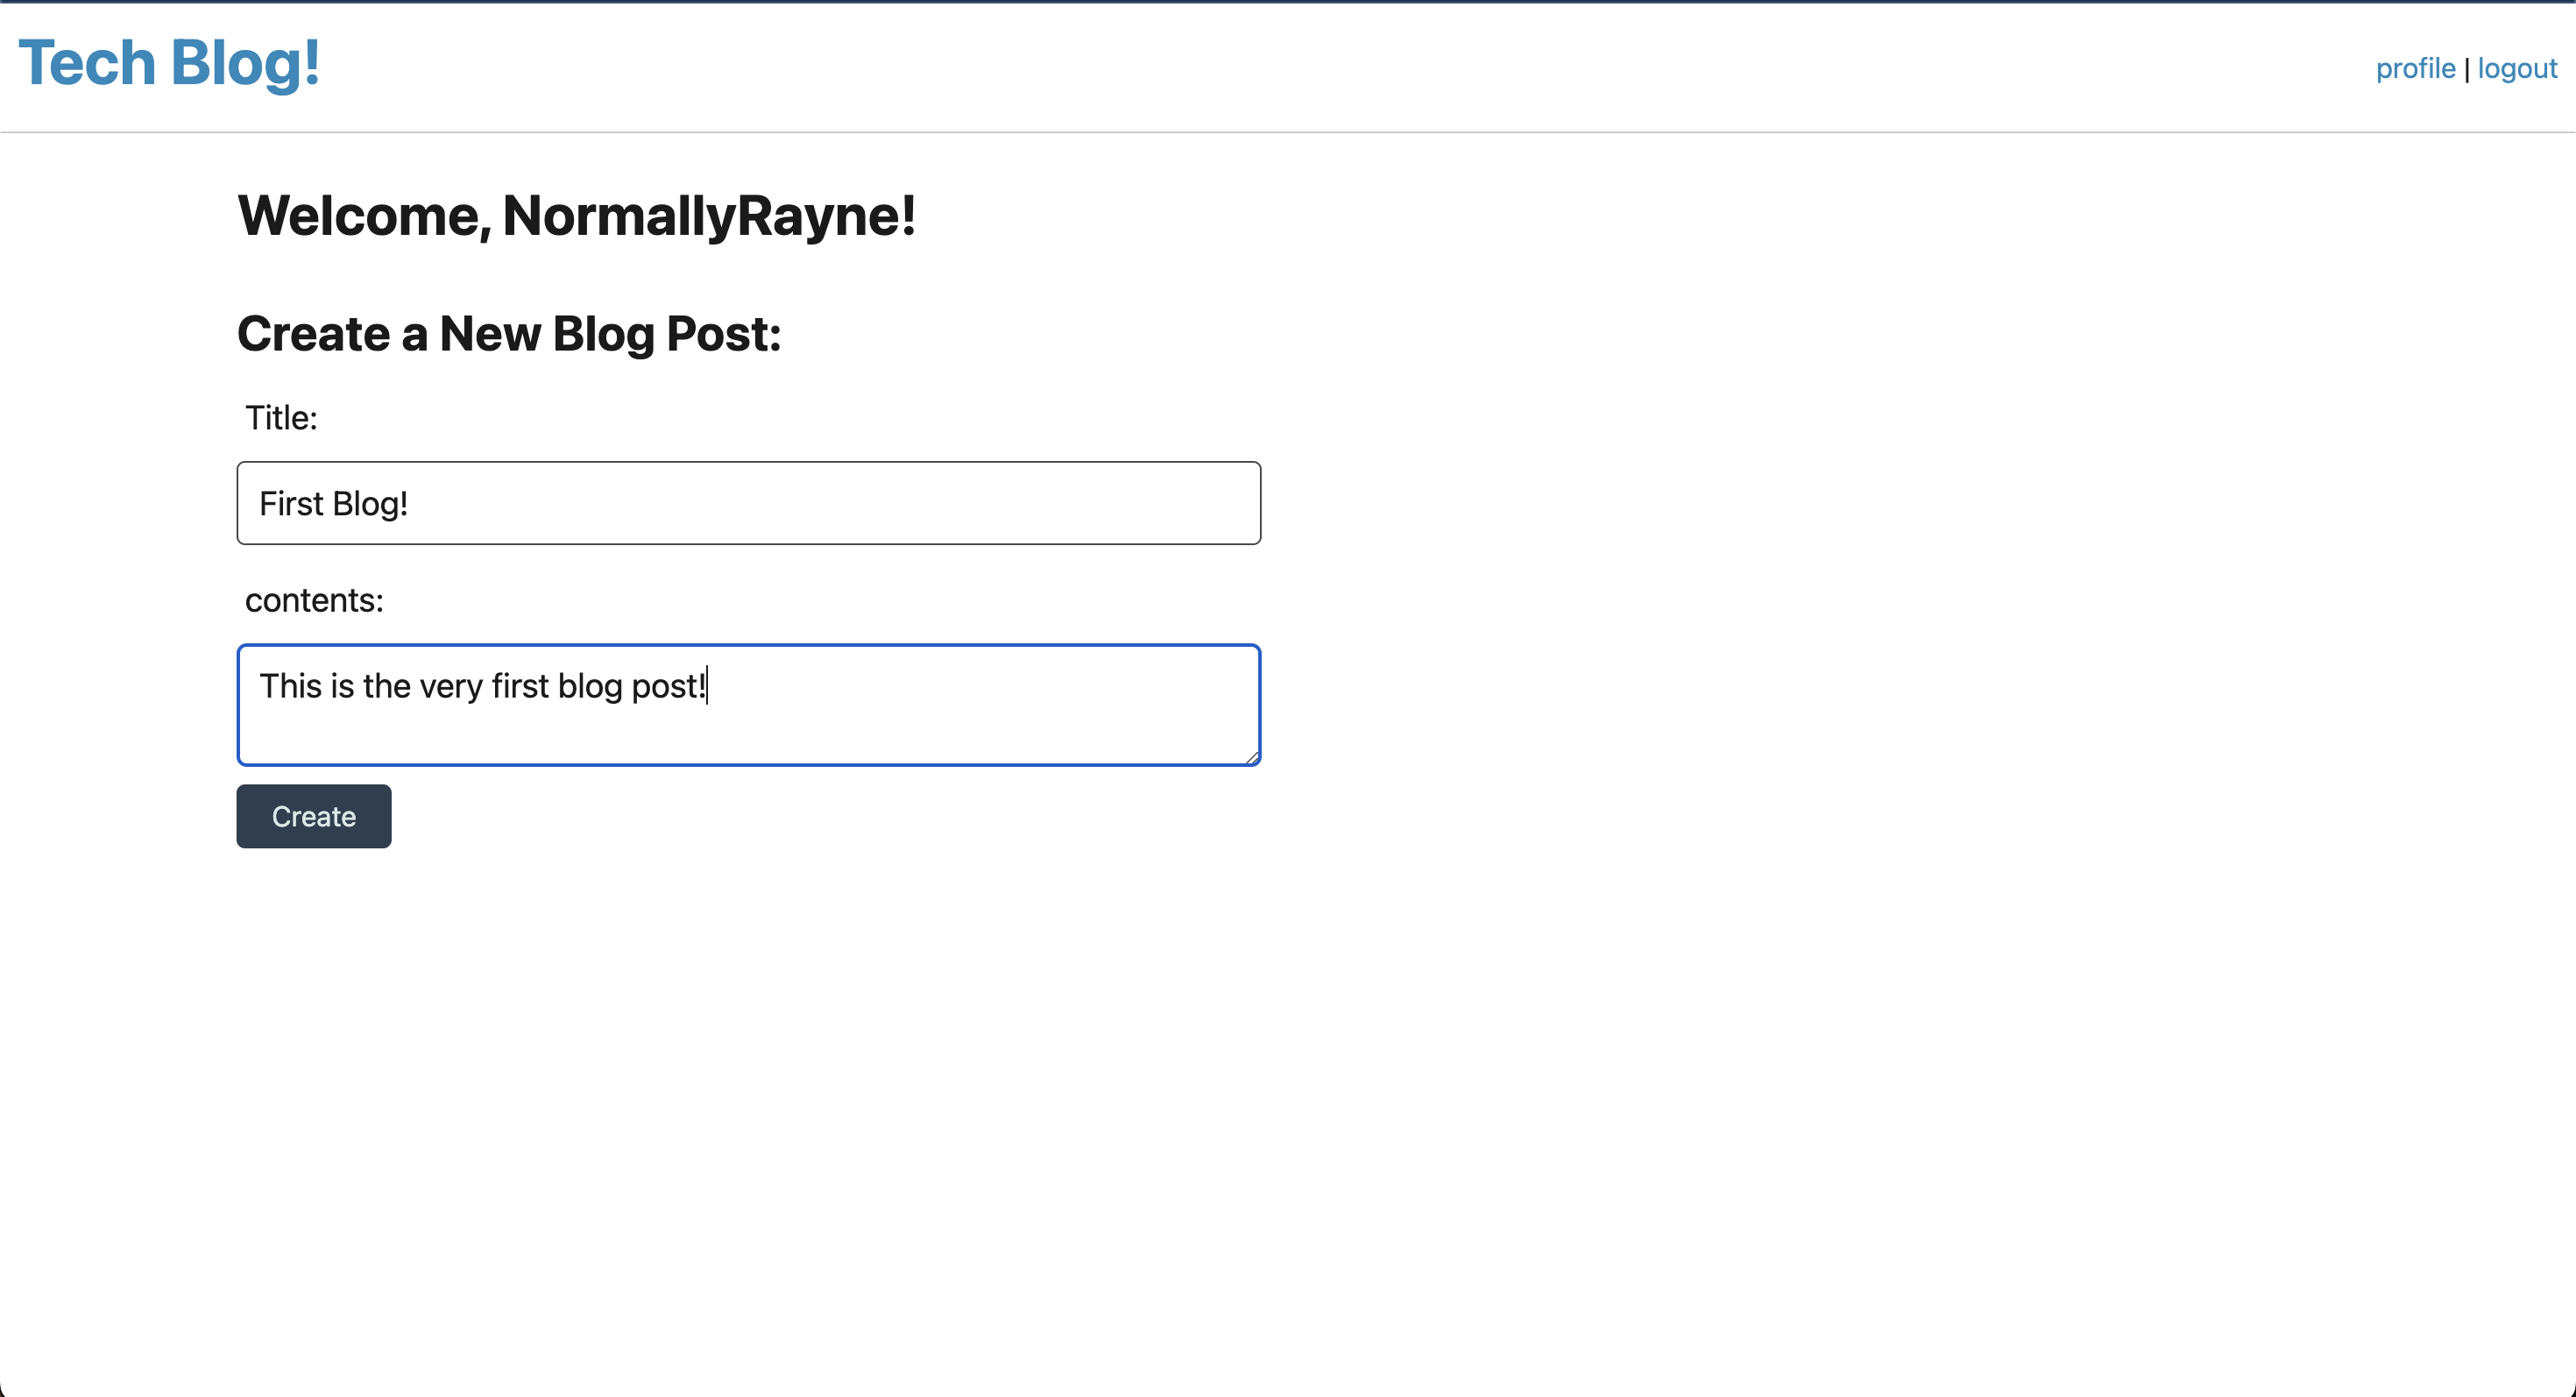 Tech Blog!
profile | logout
Welcome, NormallyRayne!
Create a New Blog Post:
Title:
First Blog!
contents:
This is the very first blog post!
Create